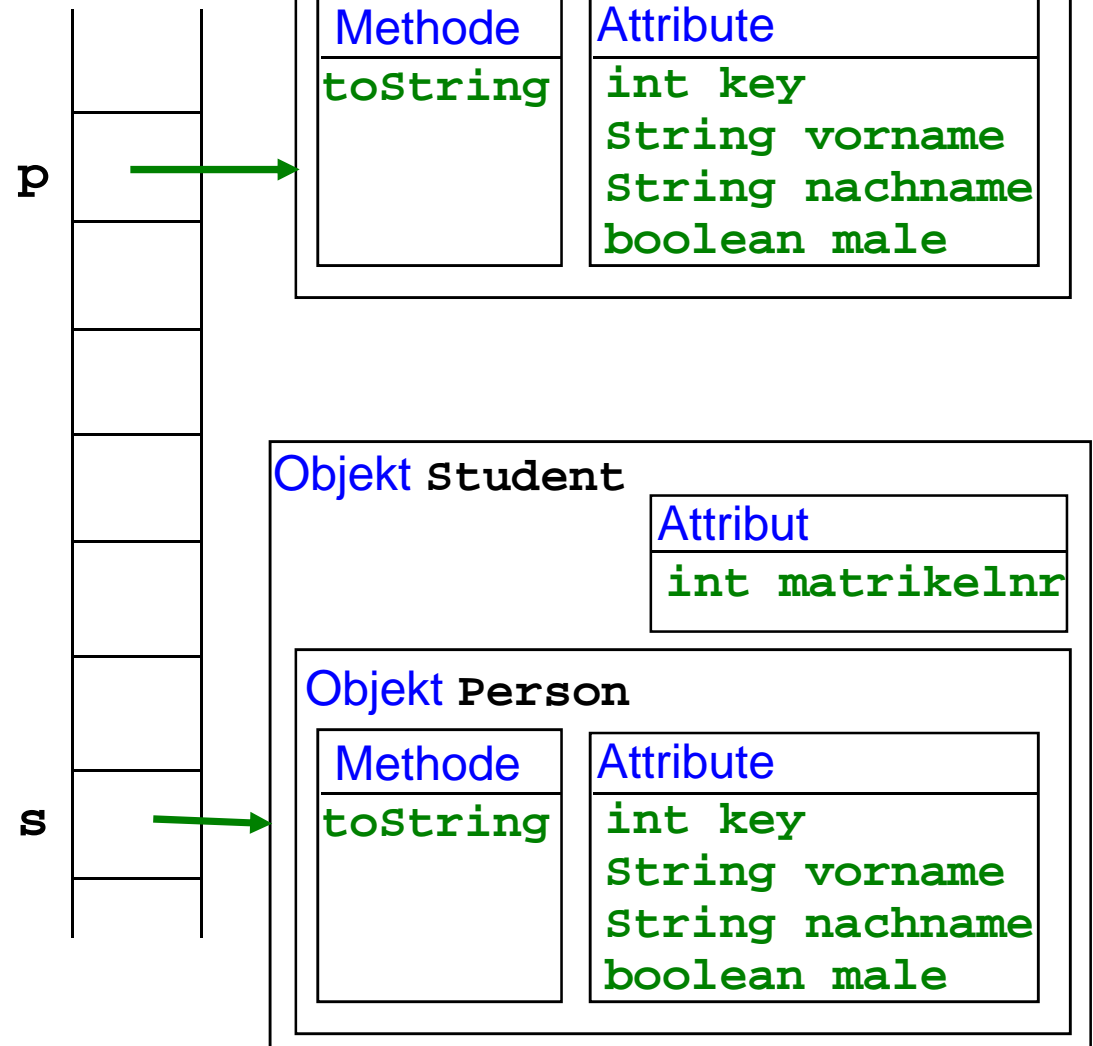 Methode
Attribute
toString
int key
String vorname
p
String nachname
boolean male
Objekt Student
Attribut
int matrikelnr
Objekt Person
Methode
Attribute
s
toString
int key
String vorname
String nachname
boolean male